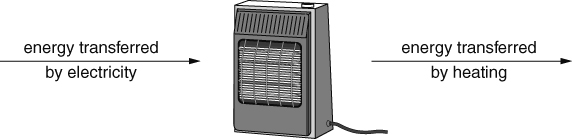 energy transferred
by electricity
energy transferred
by heating